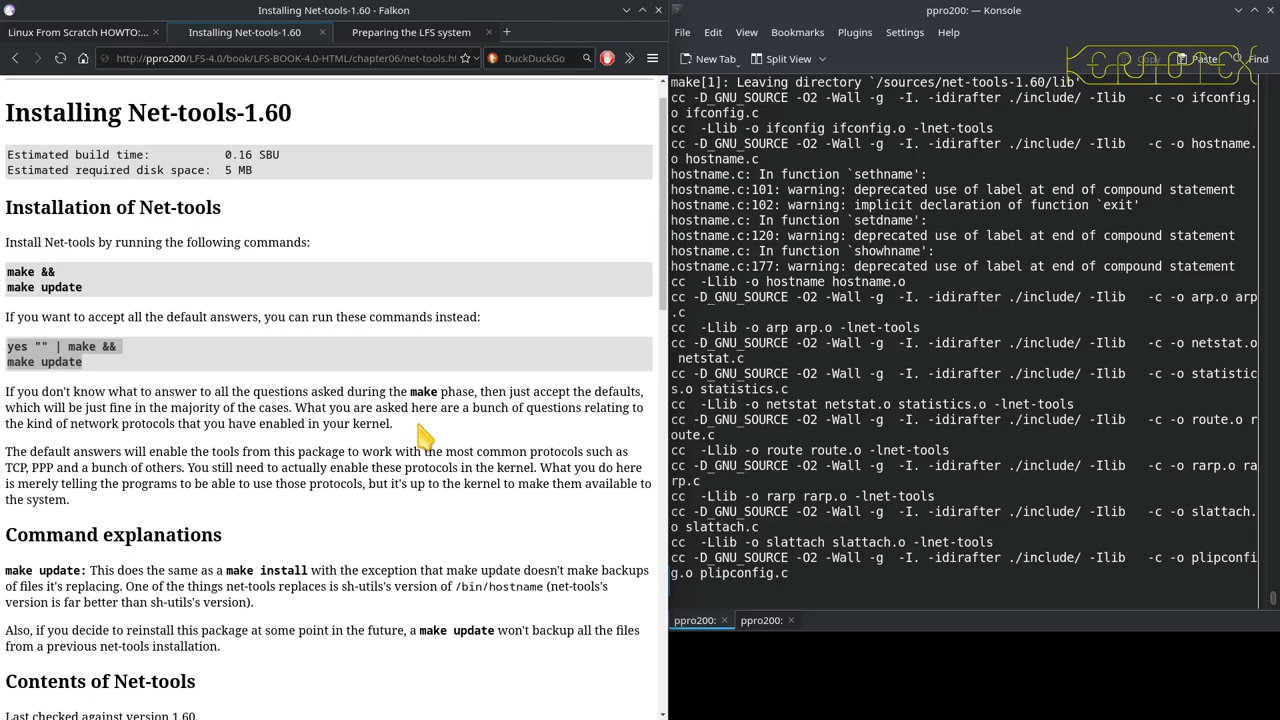 Installing Net-tools-1.60 - Falkon
Linux From Scratch HOWTO:...
Installing Net-tools-1.60
Preparing the LFS system
http://ppro200/LFS-4.0/book/LFS-BOOK-4.0-HTML/chapter06/net-tools.ht
DuckDuckGo
Installing Net-tools-1.60
Estimated build time: 0.16 SBU
Estimated required disk space: 5 MB
Installation of Net-tools
Install Net-tools by running the following commands:
make &&
make update
If you want to accept all the default answers, you can run these commands instead:
yes "" | make &&
make update
If you don't know what to answer to all the questions asked during the make phase, then just accept the defaults,
which will be just fine in the majority of the cases. What you are asked here are a bunch of questions relating to
the kind of network protocols that you have enabled in your kernel.
The default answers will enable the tools from this package to work with the most common protocols such as
TCP, PPP and a bunch of others. You still need to actually enable these protocols in the kernel. What you do here
is merely telling the programs to be able to use those protocols, but it's up to the kernel to make them available to
the system.
Command explanations
make update: This does the same as a make install with the exception that make update doesn't make backups
of files it's replacing. One of the things net-tools replaces is sh-utils's version of /bin/hostname (net-tools's
version is far better than sh-utils's version).
Also, if you decide to reinstall this package at some point in the future, a make update won't backup all the files
from a previous net-tools installation.
Contents of Net-tools
Last checked against version 1.60.
ppro200: — Konsole
File Edit View Bookmarks Plugins Settings Help
New Tab Split View Copy Paste Find
make[1]: Leaving directory `/sources/net-tools-1.60/lib'
cc -D_GNU_SOURCE -O2 -Wall -g -I. -idirafter ./include/ -Ilib -c -o ifconfig.
o ifconfig.c
cc -Llib -o ifconfig ifconfig.o -lnet-tools
cc -D_GNU_SOURCE -O2 -Wall -g -I. -idirafter ./include/ -Ilib -c -o hostname.
o hostname.c
hostname.c: In function `sethname':
hostname.c:101: warning: deprecated use of label at end of compound statement
hostname.c:102: warning: implicit declaration of function `exit'
hostname.c: In function `setdname':
hostname.c:120: warning: deprecated use of label at end of compound statement
hostname.c: In function `showhname':
hostname.c:177: warning: deprecated use of label at end of compound statement
cc -Llib -o hostname hostname.o
cc -D_GNU_SOURCE -O2 -Wall -g -I. -idirafter ./include/ -Ilib -c -o arp.o arp
.c
cc -Llib -o arp arp.o -lnet-tools
cc -D_GNU_SOURCE -O2 -Wall -g -I. -idirafter ./include/ -Ilib -c -o netstat.o
netstat.c
cc -D_GNU_SOURCE -O2 -Wall -g -I. -idirafter ./include/ -Ilib -c -o statistic
s.o statistics.c
cc -Llib -o netstat netstat.o statistics.o -lnet-tools
cc -D_GNU_SOURCE -O2 -Wall -g -I. -idirafter ./include/ -Ilib -c -o route.o r
oute.c
cc -Llib -o route route.o -lnet-tools
cc -D_GNU_SOURCE -O2 -Wall -g -I. -idirafter ./include/ -Ilib -c -o rarp.o ra
rp.c
cc -Llib -o rarp rarp.o -lnet-tools
cc -D_GNU_SOURCE -O2 -Wall -g -I. -idirafter ./include/ -Ilib -c -o slattach.
o slattach.c
cc -Llib -o slattach slattach.o -lnet-tools
cc -D_GNU_SOURCE -O2 -Wall -g -I. -idirafter ./include/ -Ilib -c -o plipconfi
g.o plipconfig.c
ppro200: ppro200: